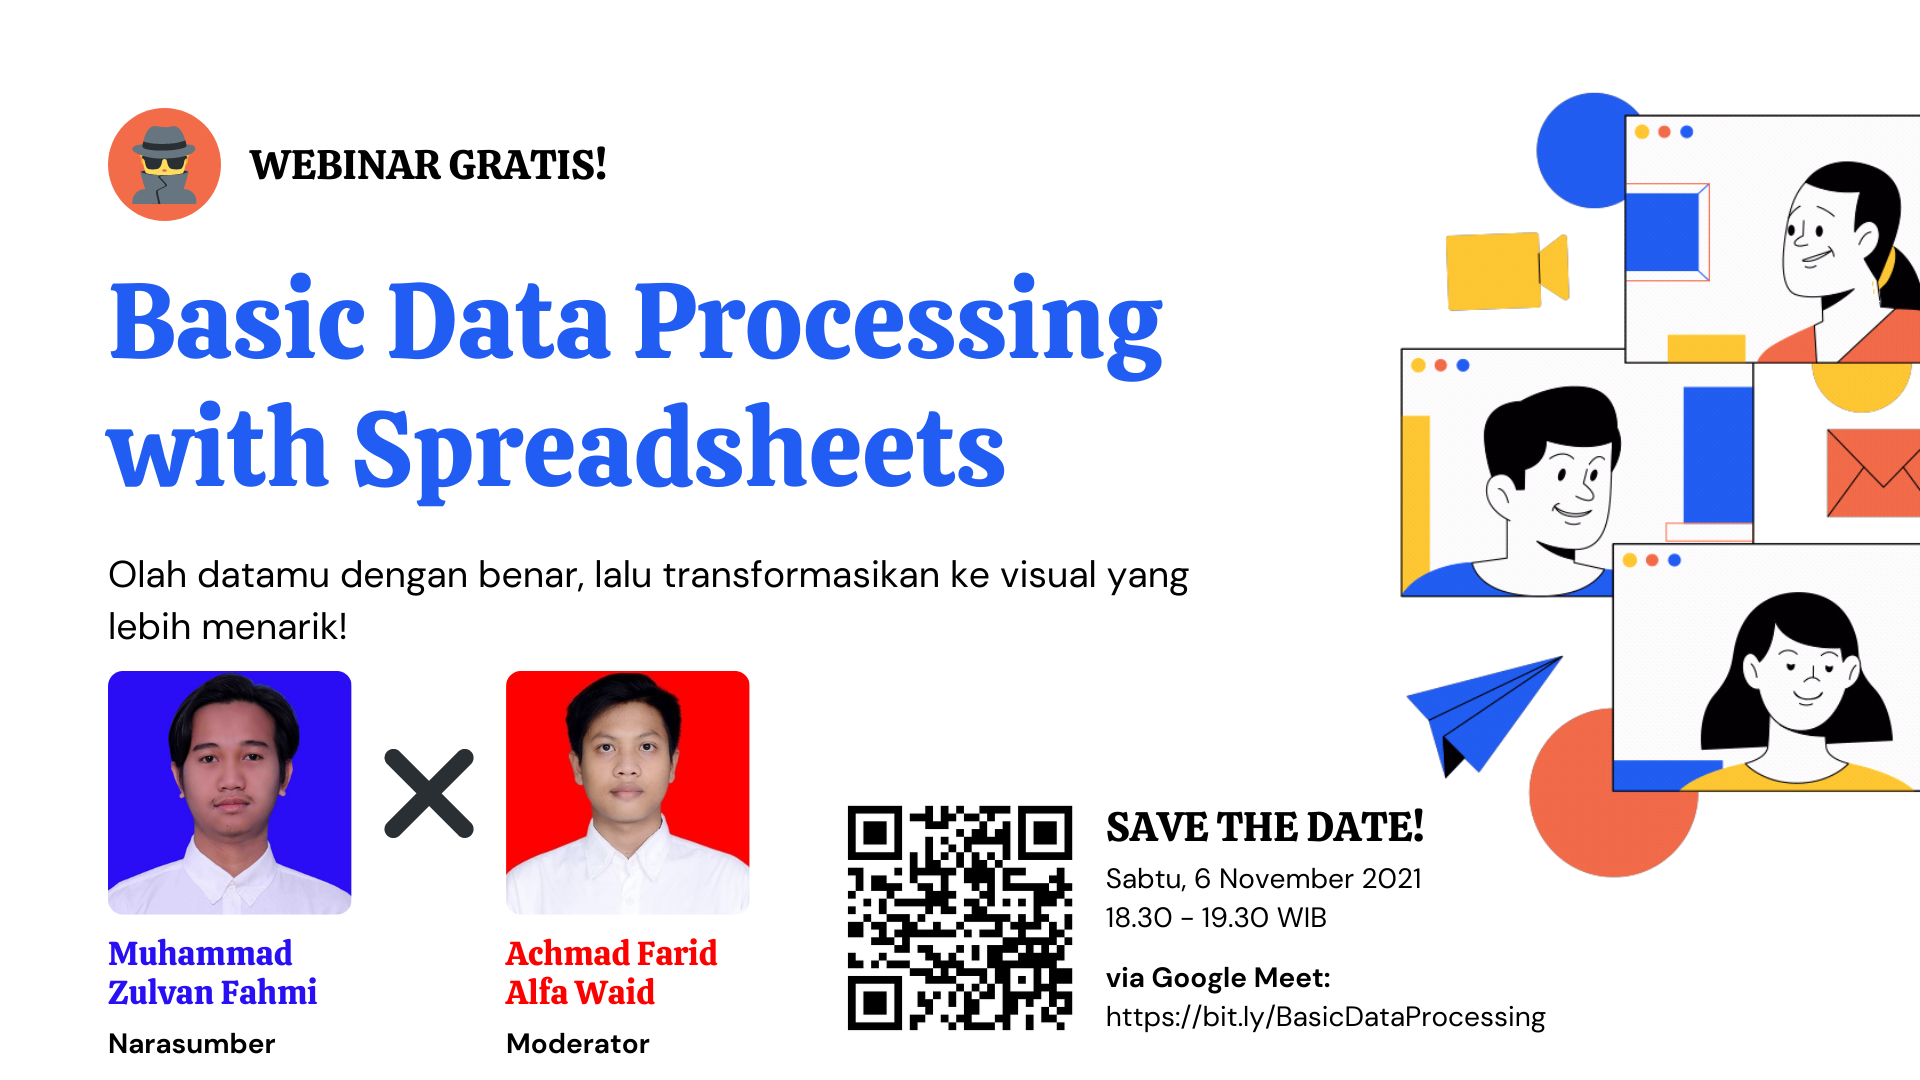 WEBINAR GRATIS!
Basic Data Processing
with Spreadsheets
Olah datamu dengan benar, lalu transformasikan ke visual yang
lebih menarik!
Muhammad
Zulvan Fahmi
Narasumber
Achmad Farid
Alfa Waid
Moderator
SAVE THE DATE!
Sabtu, 6 November 2021
18.30 - 19.30 WIB
via Google Meet:
https://bit.ly/BasicDataProcessing